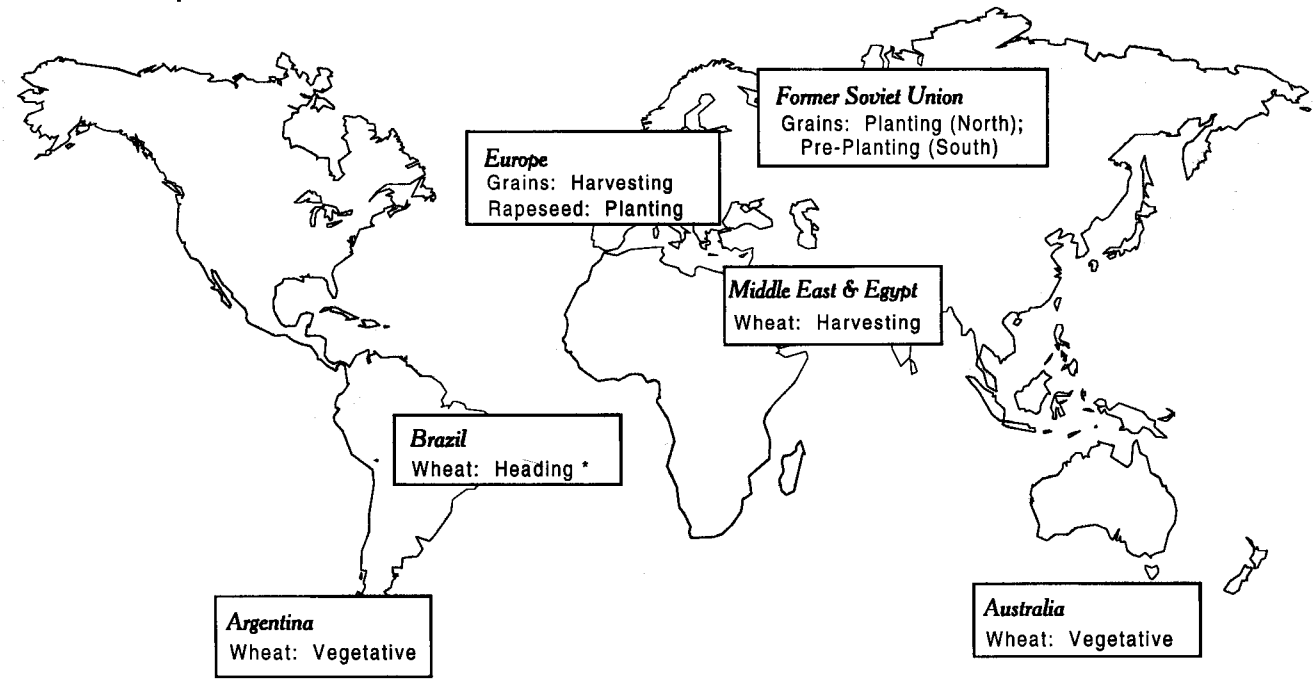 Former Soviet Union
Grains: Planting (North);
Pre-Planting (South)
Europe
Grains: Harvesting
Rapeseed: Planting
Middle East & Egypt
Wheat: Harvesting
Brazil
Wheat: Heading *
Argentina
Wheat: Vegetative
Australia
Wheat: Vegetative